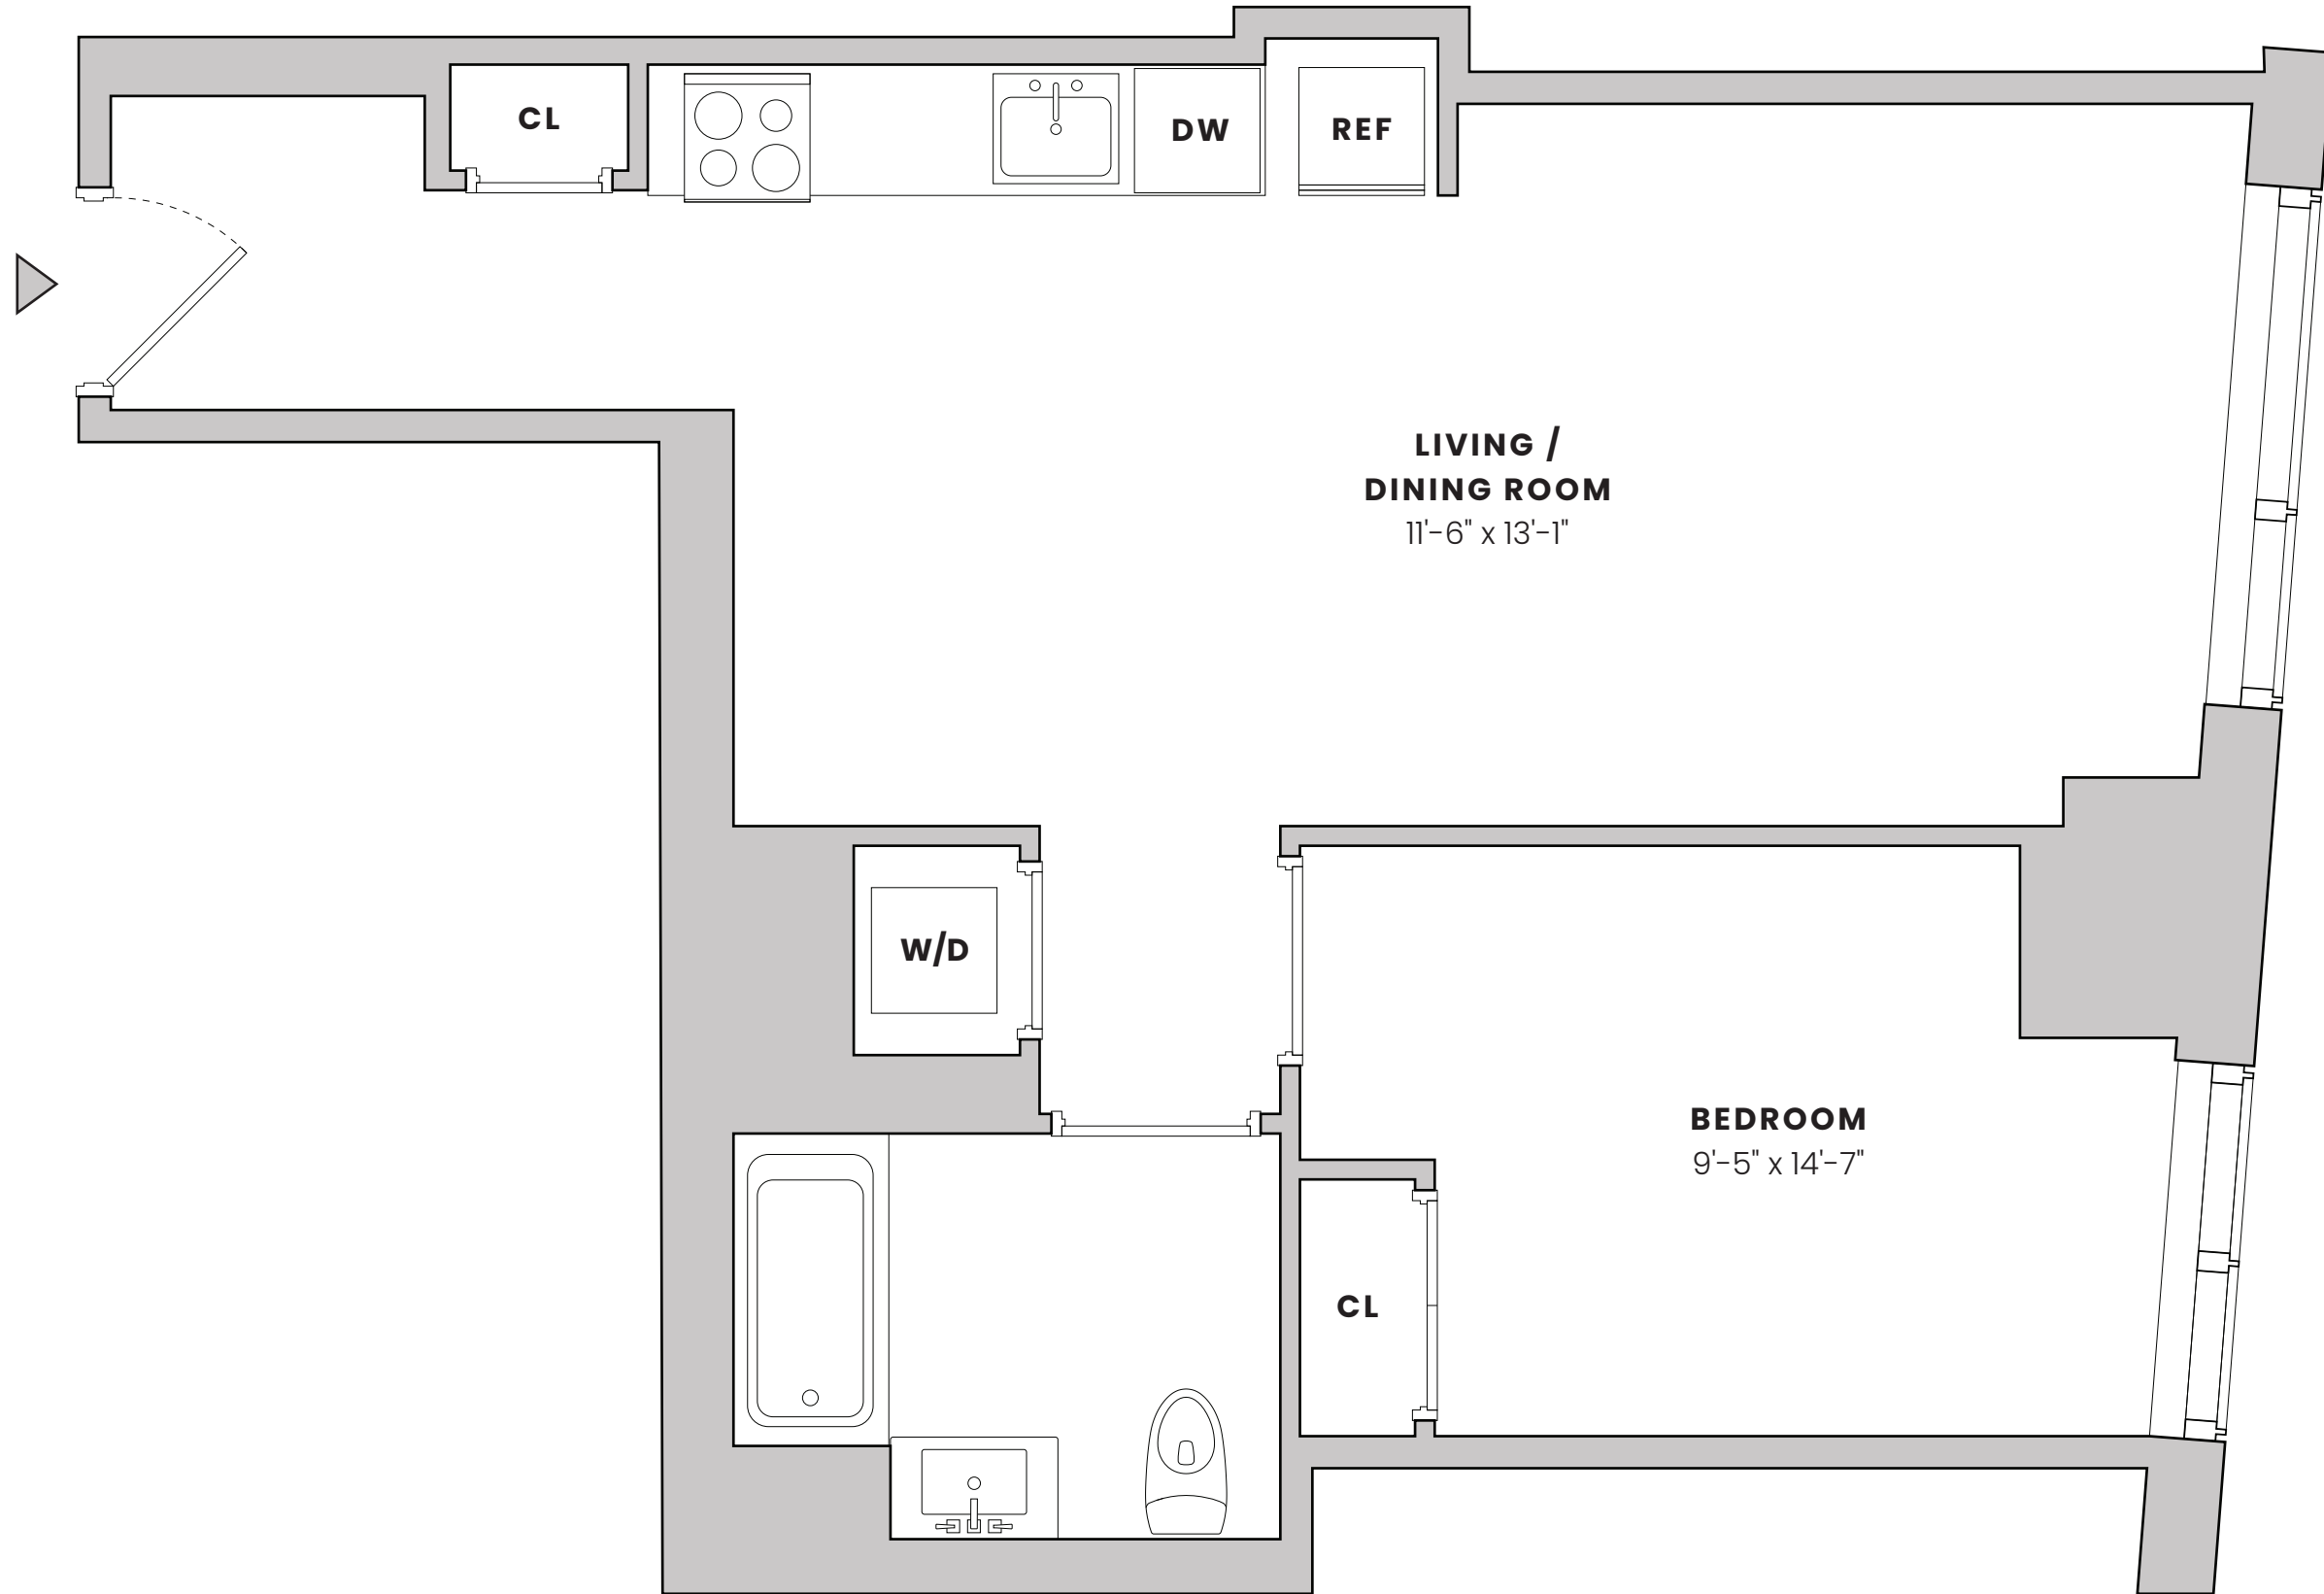 CL
DW
REF
LIVING /
DINING ROOM
11'-6" x 13'-1"
W/D
BEDROOM
9'-5" x 14'-7"
CL